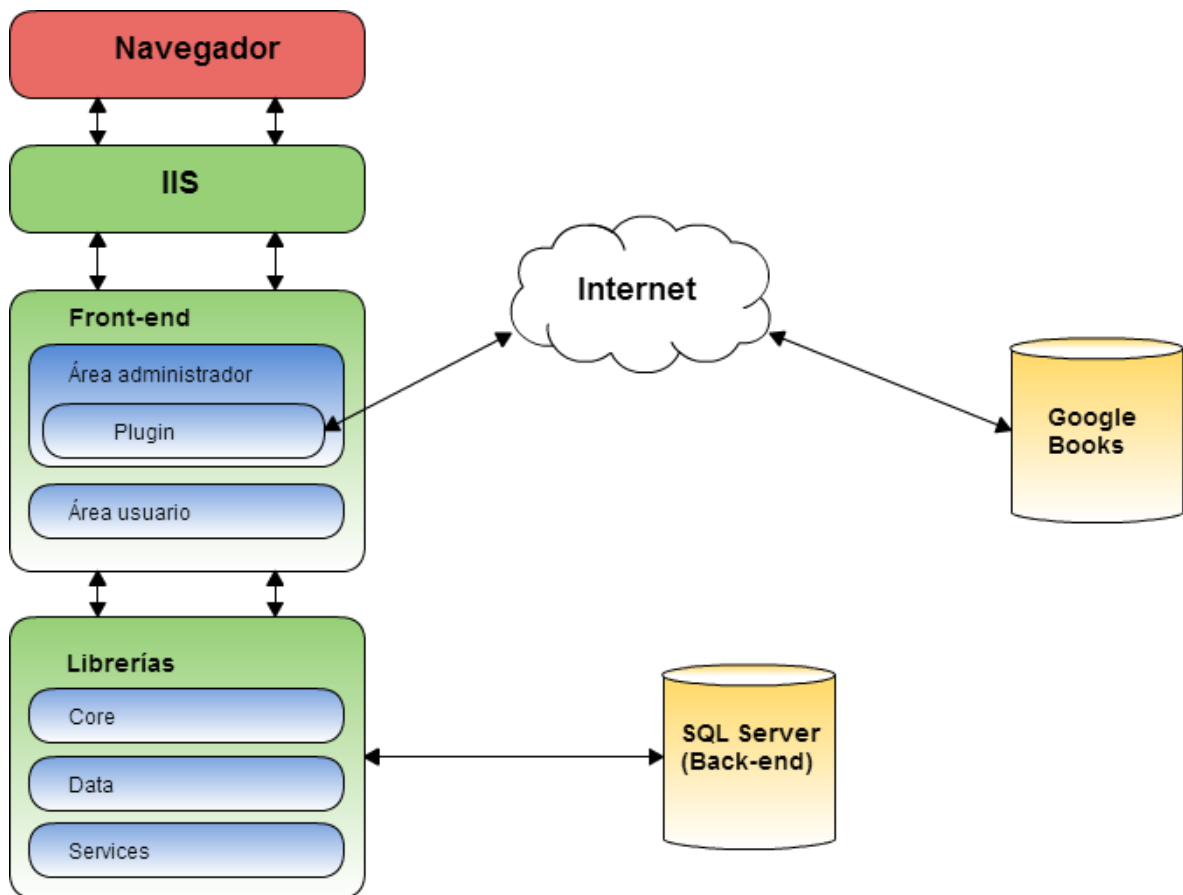 Navegador
IIS
Front-end
Área administrador
Plugin
Área usuario
Internet
Google
Books
Librerías
Core
Data
Services
SQL Server
(Back-end)